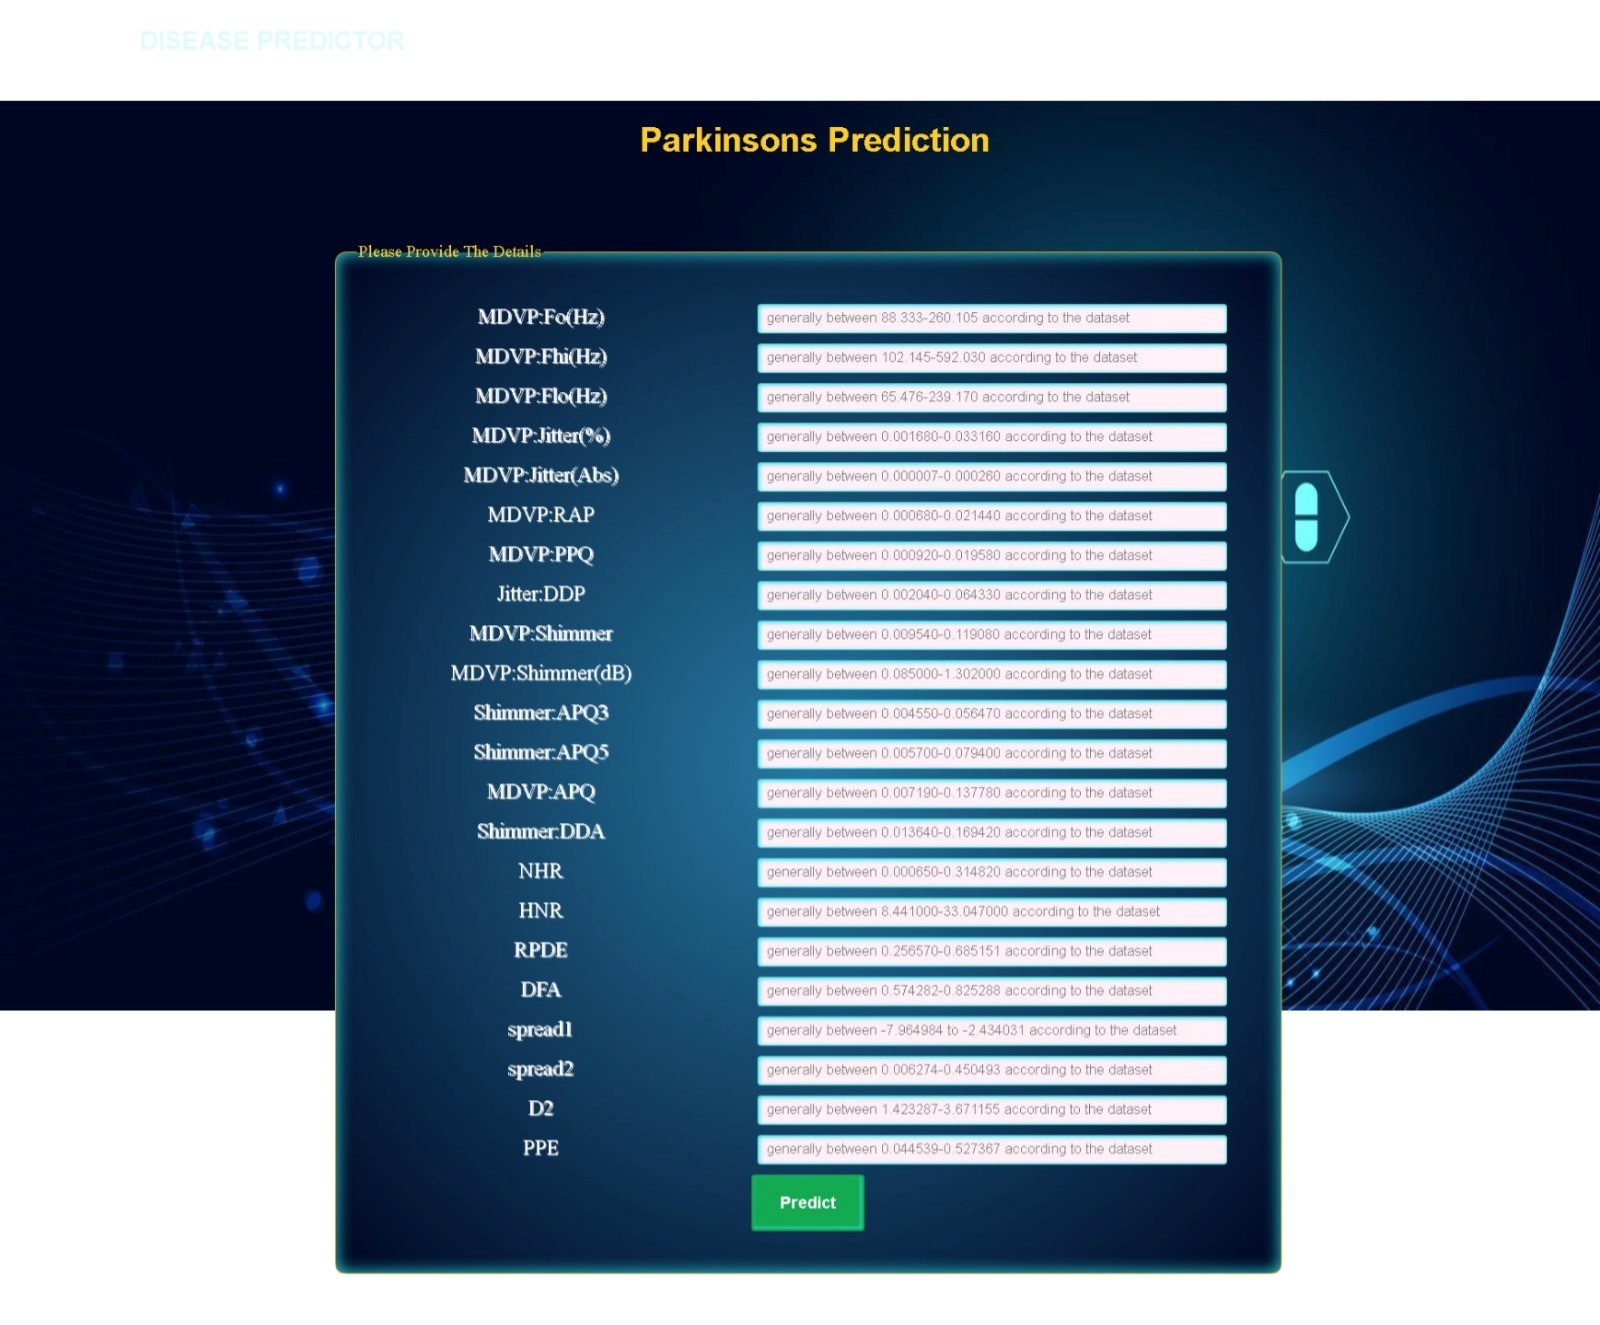 DISEASE PREDICTOR
Parkinsons Prediction
Please Provide The Details
MDVP:Fo(Hz) generally between 88.333-260.105 according to the dataset
MDVP:Fhi(Hz) generally between 102.145-592.030 according to the dataset
MDVP:Flo(Hz) generally between 65.476-239.170 according to the dataset
MDVP:Jitter(%) generally between 0.001680-0.033160 according to the dataset
MDVP:Jitter(Abs) generally between 0.000007-0.000260 according to the dataset
MDVP:RAP generally between 0.000680-0.021440 according to the dataset
MDVP:PPQ generally between 0.000920-0.019580 according to the dataset
Jitter:DDP generally between 0.002040-0.064330 according to the dataset
MDVP:Shimmer generally between 0.009540-0.119080 according to the dataset
MDVP:Shimmer(dB) generally between 0.085000-1.302000 according to the dataset
Shimmer:APQ3 generally between 0.004550-0.056470 according to the dataset
Shimmer:APQ5 generally between 0.005700-0.079400 according to the dataset
MDVP:APQ generally between 0.007190-0.137780 according to the dataset
Shimmer:DDA generally between 0.013640-0.169420 according to the dataset
NHR generally between 0.000650-0.314820 according to the dataset
HNR generally between 8.441000-33.047000 according to the dataset
RPDE generally between 0.256570-0.685151 according to the dataset
DFA generally between 0.574282-0.825288 according to the dataset
spread1 generally between -7.964984 to -2.434031 according to the dataset
spread2 generally between 0.006274-0.450493 according to the dataset
D2 generally between 1.423287-3.671155 according to the dataset
PPE generally between 0.044539-0.527367 according to the dataset
Predict